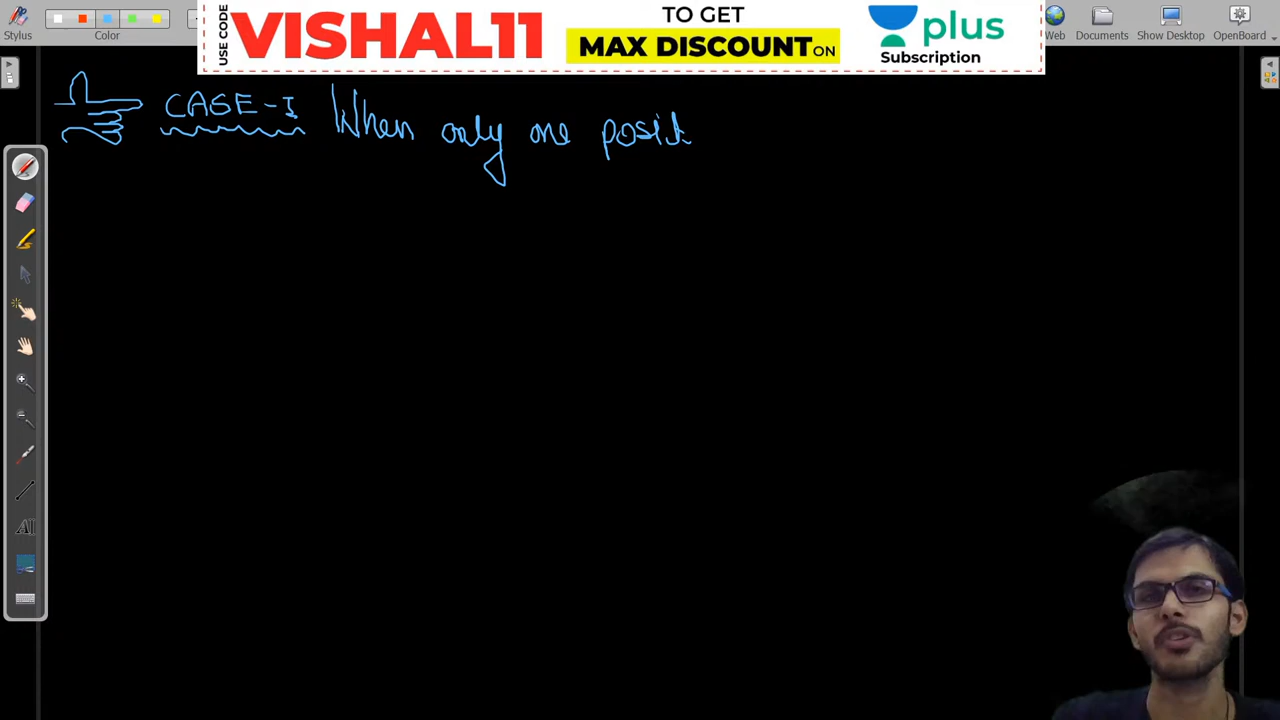 Stylus
Color
USE CODE
VISHAL11
TO GET
MAX DISCOUNT ON
plus
Subscription
Web
Documents
Show Desktop
OpenBoard
CASE-I When only one posit
AI